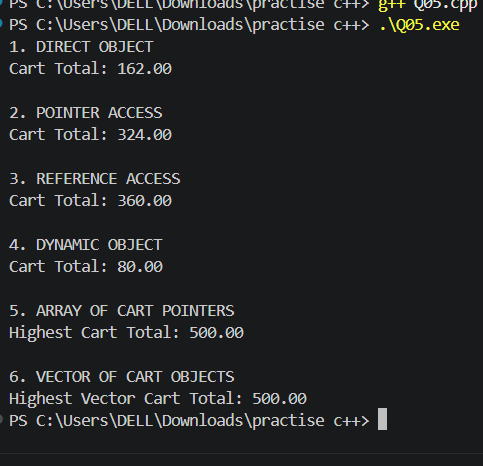 PS C:\Users\DELL\Downloads\practise c++> g++ Q05.cpp
PS C:\Users\DELL\Downloads\practise c++> .\Q05.exe
1. DIRECT OBJECT
Cart Total: 162.00
2. POINTER ACCESS
Cart Total: 324.00
3. REFERENCE ACCESS
Cart Total: 360.00
4. DYNAMIC OBJECT
Cart Total: 80.00
5. ARRAY OF CART POINTERS
Highest Cart Total: 500.00
6. VECTOR OF CART OBJECTS
Highest Vector Cart Total: 500.00
PS C:\Users\DELL\Downloads\practise c++>